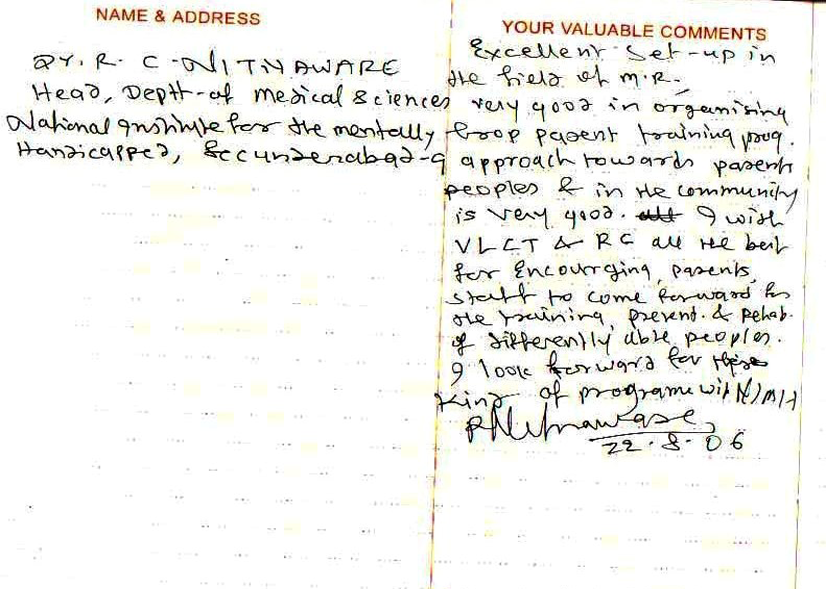 NAME & ADDRESS
Dr. R. C. NITNAWARE
Head, Deptt-of Medical Sciences
National Institute for the mentally
Handicapped, Secunderabad-9
YOUR VALUABLE COMMENTS
Excellent set-up in
the field of M.R.
very good in organising
Crop parent training prog.
approach towards parents
peoples & in the community
is very good. I wish
VLCT & RC all the best
for Encourging, parents,
staff to come forward for
the training, prevent. & Rehab.
of differently able peoples.
I look forward for these
Kind of programe with NIMH
RNitnaware
22.8.06